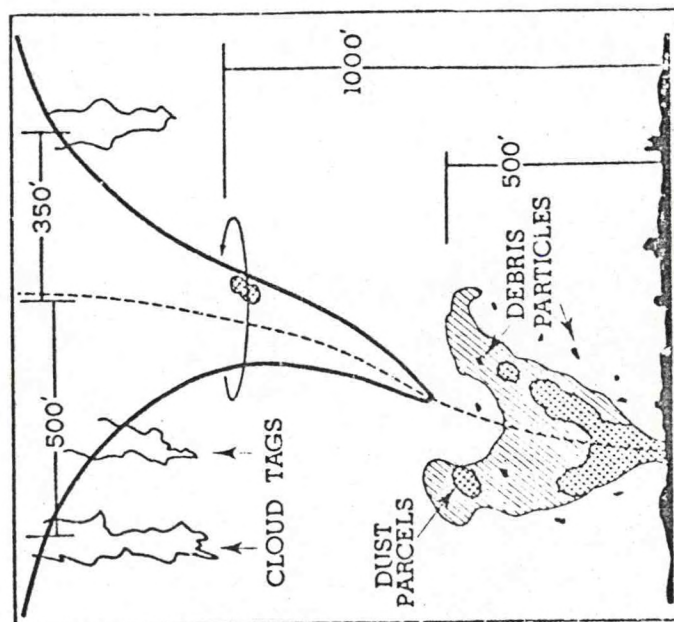 350'
500'
1000'
500'
CLOUD TAGS
DUST
PARCELS
DEBRIS
PARTICLES